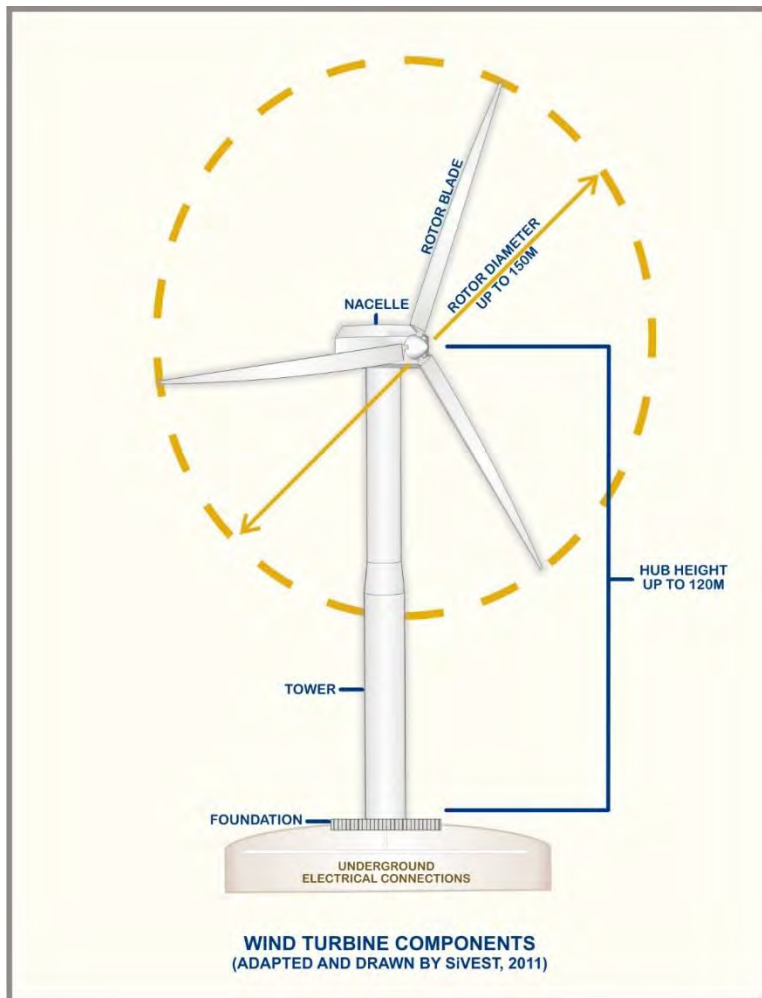 ROTOR BLADE
ROTOR DIAMETER
UP TO 150M
NACELLE
HUB HEIGHT
UP TO 120M
TOWER
FOUNDATION
UNDERGROUND
ELECTRICAL CONNECTIONS
WIND TURBINE COMPONENTS
(ADAPTED AND DRAWN BY SiVEST, 2011)